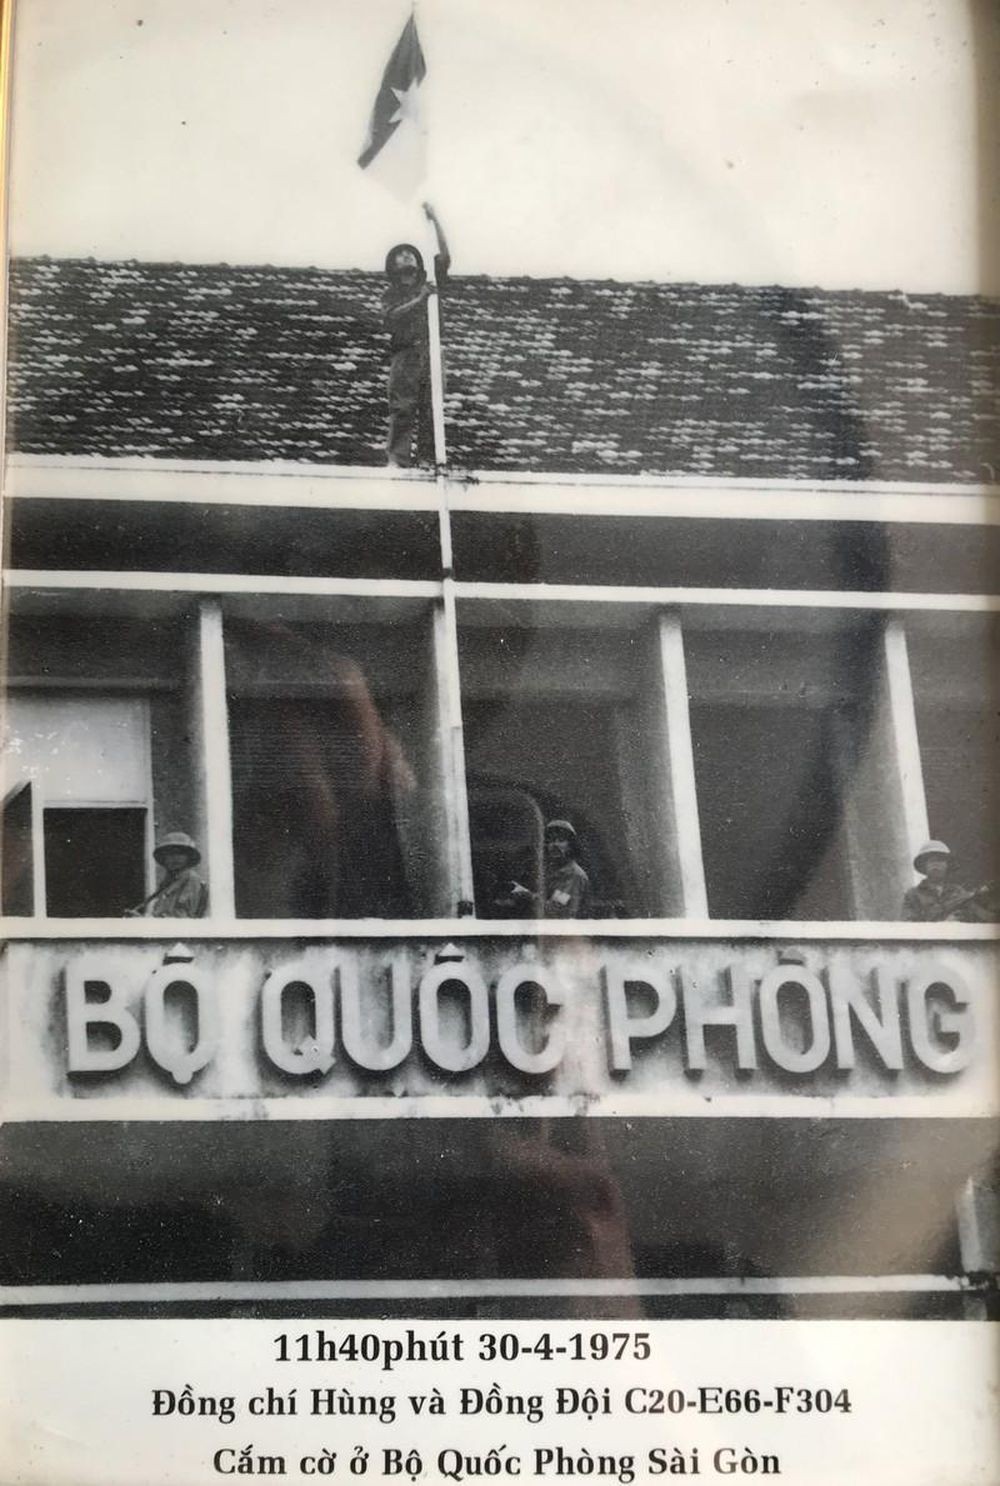 BỘ QUỐC PHÒNG
11h40phút 30-4-1975
Đồng chí Hùng và Đồng Đội C20-E66-F304
Cắm cờ ở Bộ Quốc Phòng Sài Gòn